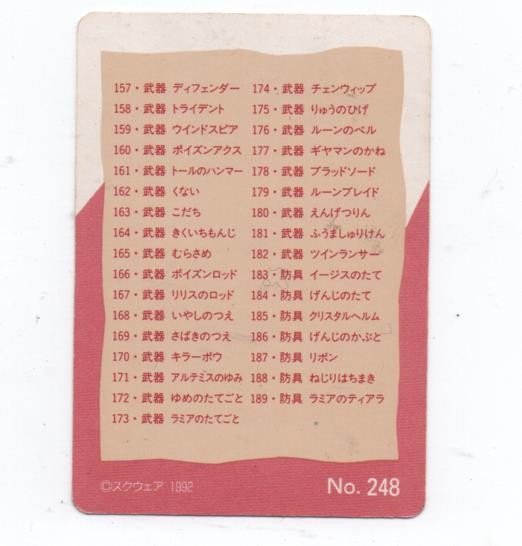 157・武器 ディフェンダー
158・武器 トライデント
159・武器 ウインドスピア
160・武器 ポイズンアクス
161・武器 トールのハンマー
162・武器 くない
163・武器 こだち
164・武器 きくいちもんじ
165・武器 むらさめ
166・武器 ポイズンロッド
167・武器 リリスのロッド
168・武器 いやしのつえ
169・武器 さばきのつえ
170・武器 キラーボウ
171・武器 アルテミスのゆみ
172・武器 ゆめのたてごと
173・武器 ラミアのたてごと
174・武器 チェンウィップ
175・武器 りゅうのひげ
176・武器 ルーンのベル
177・武器 ギヤマンのかね
178・武器 ブラッドソード
179・武器 ルーンブレイド
180・武器 えんげつりん
181・武器 ふうましゅりけん
182・武器 ツインランサー
183・防具 イージスのたて
184・防具 げんじのたて
185・防具 クリスタルヘルム
186・防具 げんじのかぶと
187・防具 リボン
188・防具 ねじりはちまき
189・防具 ラミアのティアラ
©スクウェア 1992
No. 248